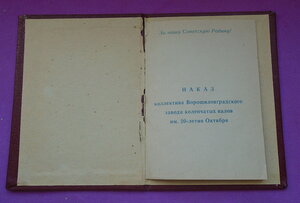 За нашу Советскую Родину!
НАКАЗ
коллектива Ворошиловградского
завода коленчатых валов
им. 20-летия Октября